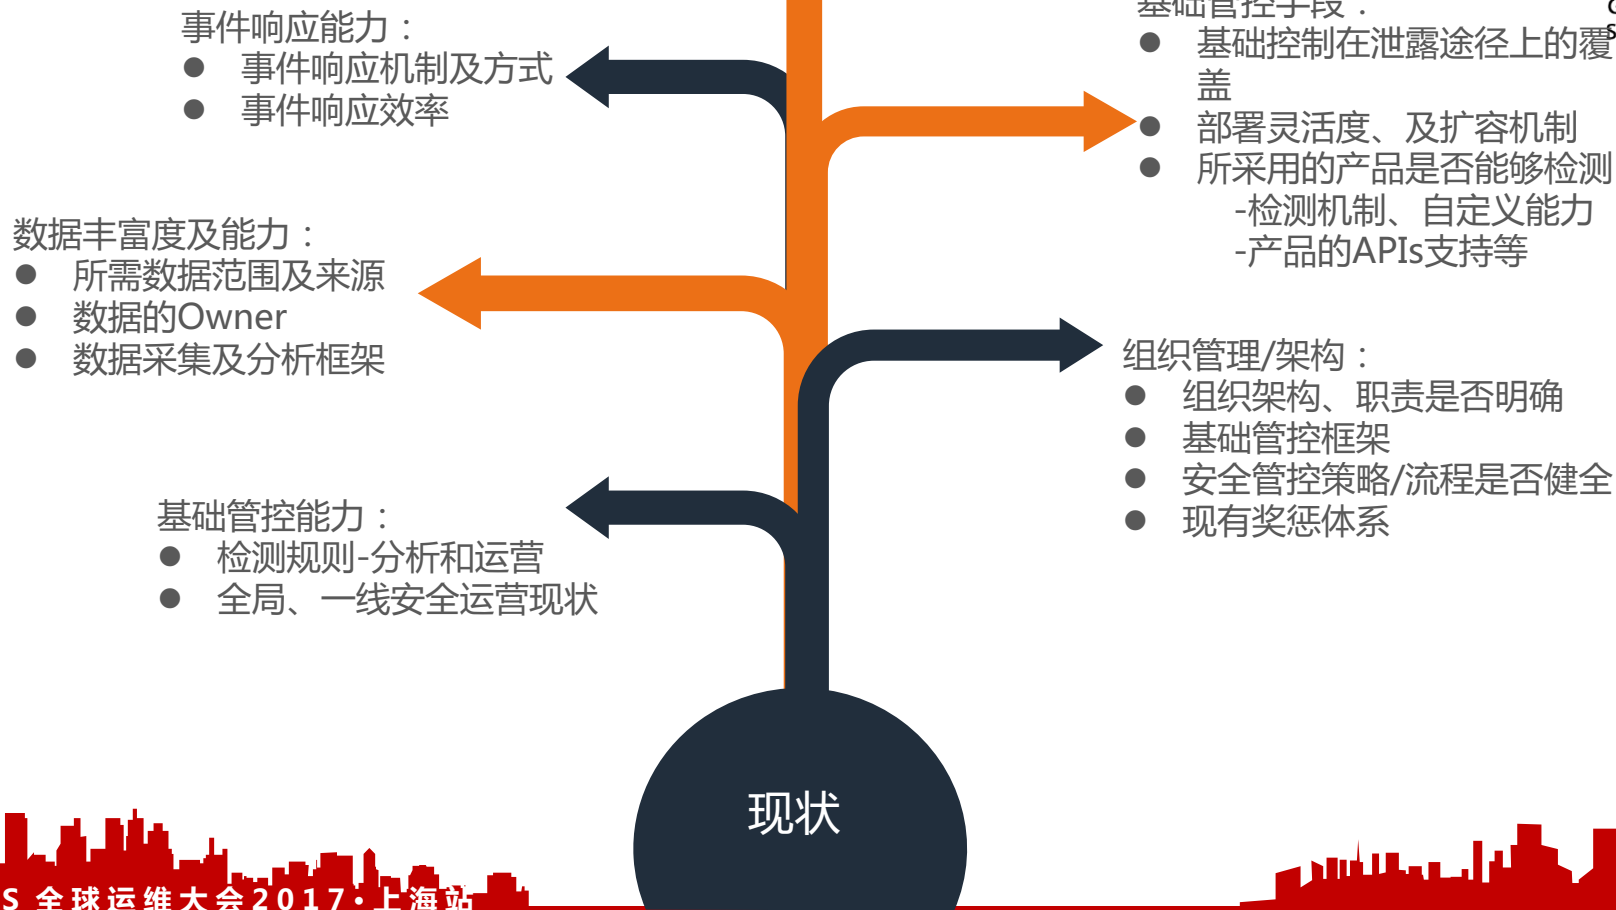 事件响应能力：
● 事件响应机制及方式
● 事件响应效率
基础管控手段：
● 基础控制在泄露途径上的覆
盖
● 部署灵活度、及扩容机制
● 所采用的产品是否能够检测
-检测机制、自定义能力
-产品的APIs支持等
数据丰富度及能力：
● 所需数据范围及来源
● 数据的Owner
● 数据采集及分析框架
组织管理/架构：
● 组织架构、职责是否明确
● 基础管控框架
● 安全管控策略/流程是否健全
● 现有奖惩体系
基础管控能力：
● 检测规则-分析和运营
● 全局、一线安全运营现状
现状
S 全球运维大会2017·上海站